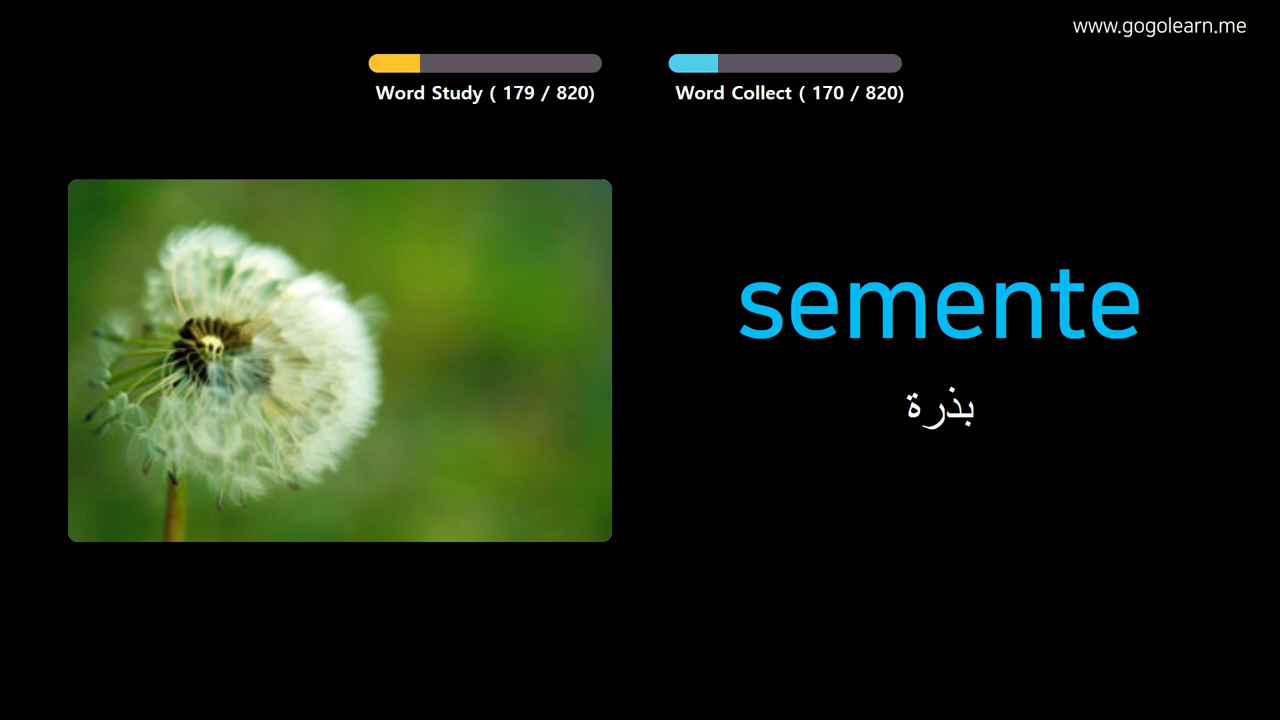 www.gogolearn.me
Word Study ( 179 / 820)
Word Collect ( 170 / 820)
semente
بذرة